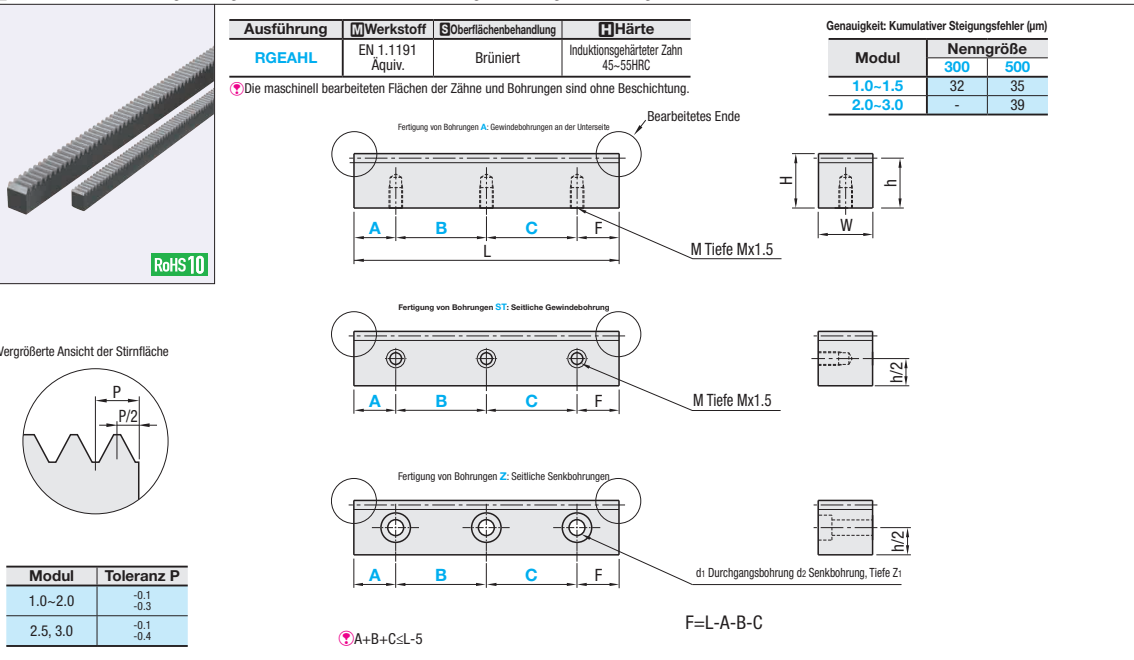 Ausführung MWerkstoff SOberflächenbehandlung HHärte
RGEAHL EN 1.1191 Äquiv. Brüniert Induktionsgehärteter Zahn 45~55HRC
Die maschinell bearbeiteten Flächen der Zähne und Bohrungen sind ohne Beschichtung.
Genauigkeit: Kumulativer Steigungsfehler (µm)
Modul Nenngröße
300 500
1.0~1.5 32 35
2.0~3.0 - 39
RoHS10
Fertigung von Bohrungen A: Gewindebohrungen an der Unterseite
Bearbeitetes Ende
A B C F
L
M Tiefe Mx1.5
H h
W
Fertigung von Bohrungen ST: Seitliche Gewindebohrung
A B C F
M Tiefe Mx1.5
h/2
Vergrößerte Ansicht der Stirnfläche
P
P/2
Fertigung von Bohrungen Z: Seitliche Senkbohrungen
A B C F
d1 Durchgangsbohrung d2 Senkbohrung, Tiefe Z1
h/2
Modul Toleranz P
1.0~2.0 -0.1 -0.3
2.5, 3.0 -0.1 -0.4
A+B+C≤L-5
F=L-A-B-C